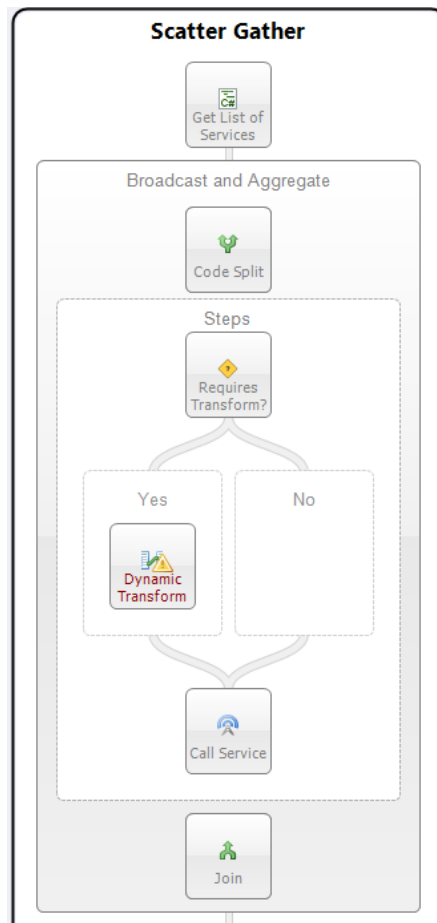 Scatter Gather
C#
Get List of
Services
Broadcast and Aggregate
Code Split
Steps
?
Requires
Transform?
Yes
No
Dynamic
Transform
Call Service
Join